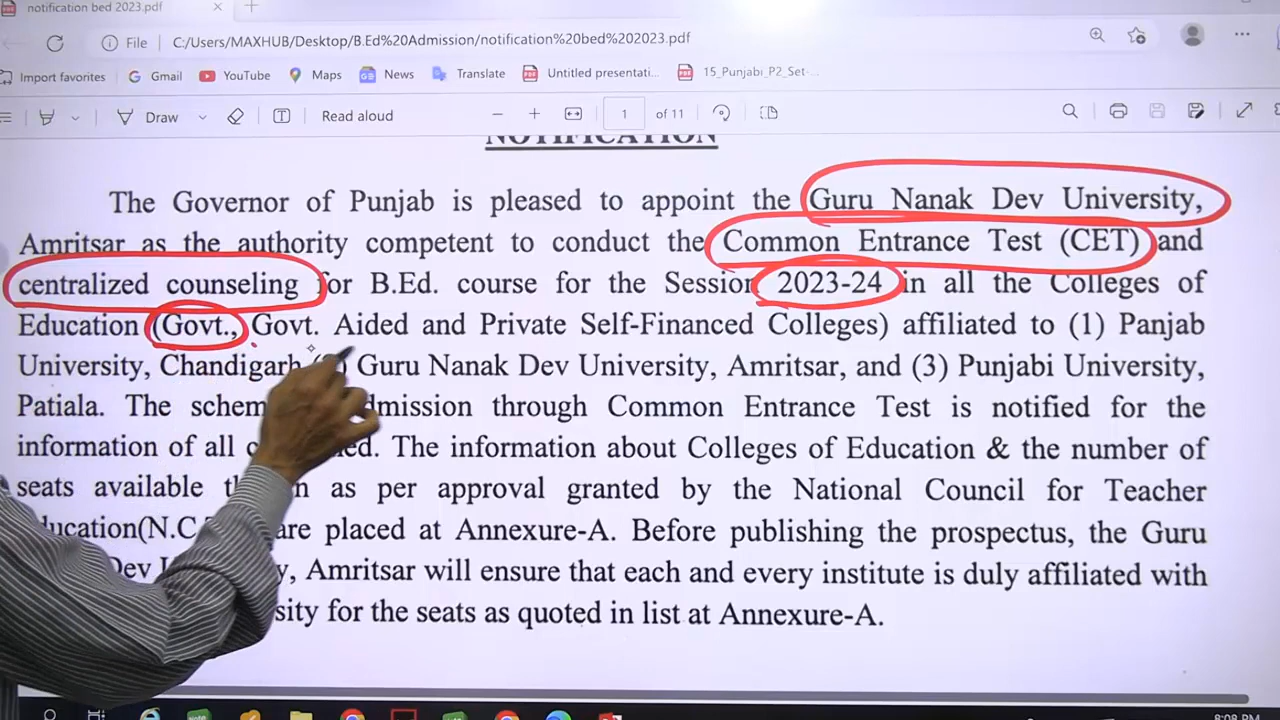 notification bed 2023.pdf
File C:/Users/MAXHUB/Desktop/B.Ed%20Admission/notification%20bed%202023.pdf
Import favorites Gmail YouTube Maps News Translate Untitled presentati... 15_Punjabi_P2_Set-...
Draw Read aloud 1 of 11
NOTIFICATION
The Governor of Punjab is pleased to appoint the Guru Nanak Dev University,
Amritsar as the authority competent to conduct the Common Entrance Test (CET) and
centralized counseling for B.Ed. course for the Session 2023-24 in all the Colleges of
Education (Govt., Govt. Aided and Private Self-Financed Colleges) affiliated to (1) Panjab
University, Chandigarh Guru Nanak Dev University, Amritsar, and (3) Punjabi University,
Patiala. The through Common Entrance Test is notified for the
information of all The information about Colleges of Education & the number of
seats available as per approval granted by the National Council for Teacher
are placed at Annexure-A. Before publishing the prospectus, the Guru
Dev Amritsar will ensure that each and every institute is duly affiliated with
for the seats as quoted in list at Annexure-A.
8:08 PM